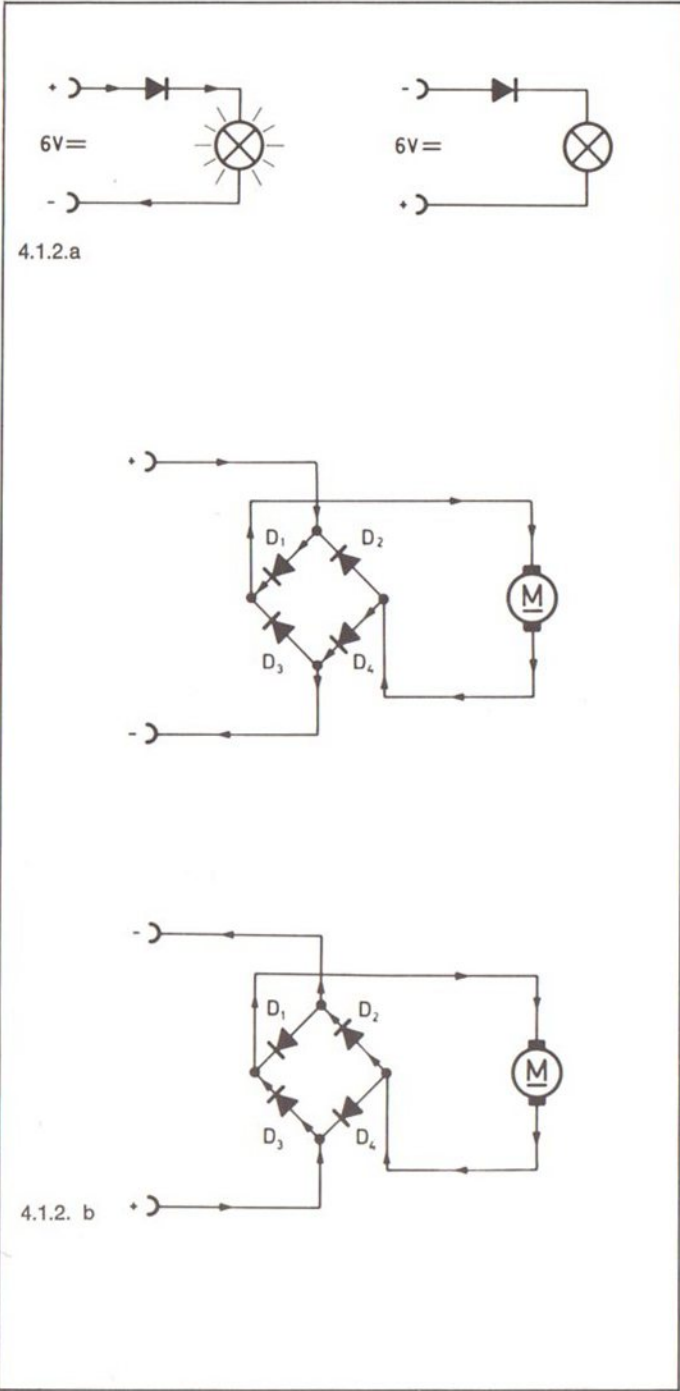 +
6V=
-
-
6V=
+
4.1.2.a
+
D₁ D₂
M
D₃ D₄
-
-
D₁ D₂
M
D₃ D₄
4.1.2. b +